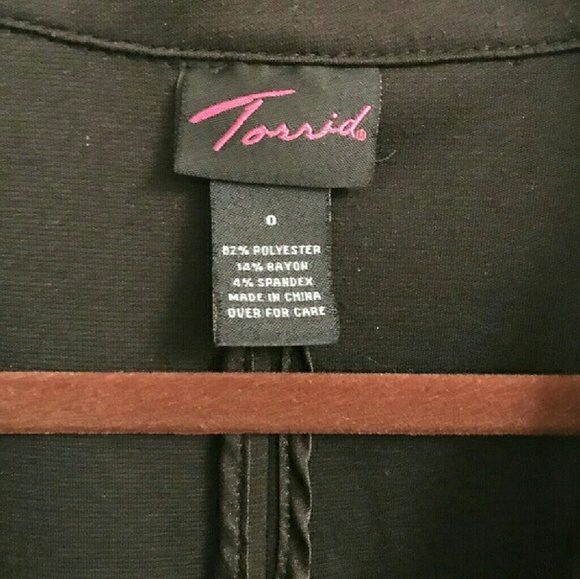 Torrid®
0
82% POLYESTER
14% RAYON
4% SPANDEX
MADE IN CHINA
OVER FOR CARE